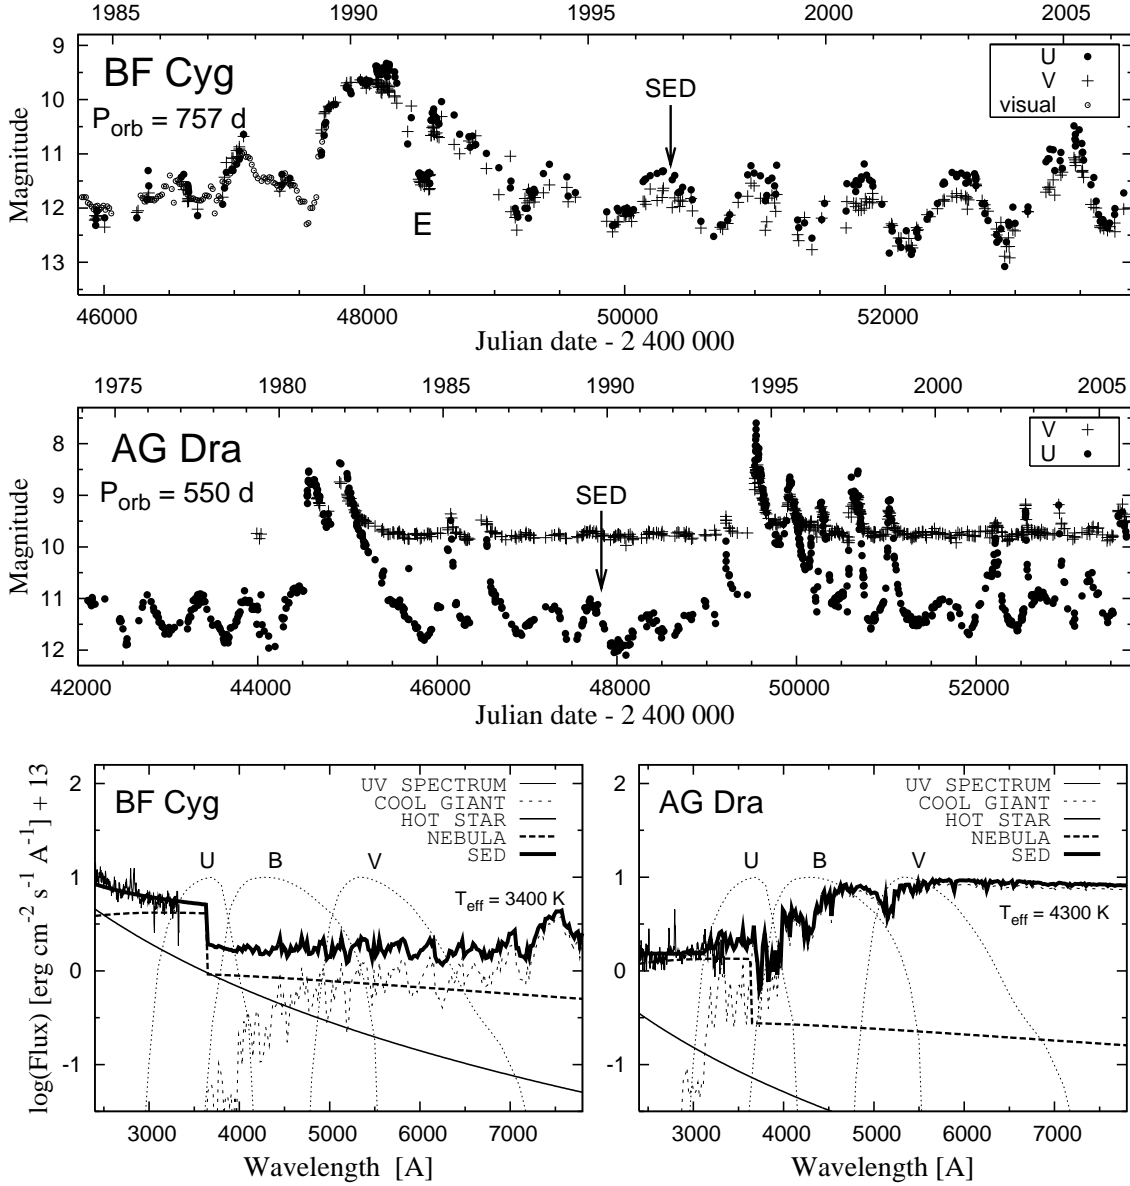 1985 1990 1995 2000 2005
BF Cyg
P_orb = 757 d
SED
E
U
V
visual
Magnitude
9
10
11
12
13
46000 48000 50000 52000
Julian date - 2 400 000
1975 1980 1985 1990 1995 2000 2005
AG Dra
P_orb = 550 d
SED
V
U
Magnitude
8
9
10
11
12
42000 44000 46000 48000 50000 52000
Julian date - 2 400 000
log(Flux) [erg cm^-2 s^-1 A^-1] + 13
2
1
0
-1
BF Cyg
UV SPECTRUM
COOL GIANT
HOT STAR
NEBULA
SED
U B V
T_eff = 3400 K
3000 4000 5000 6000 7000
Wavelength [A]
2
1
0
-1
AG Dra
UV SPECTRUM
COOL GIANT
HOT STAR
NEBULA
SED
U B V
T_eff = 4300 K
3000 4000 5000 6000 7000
Wavelength [A]